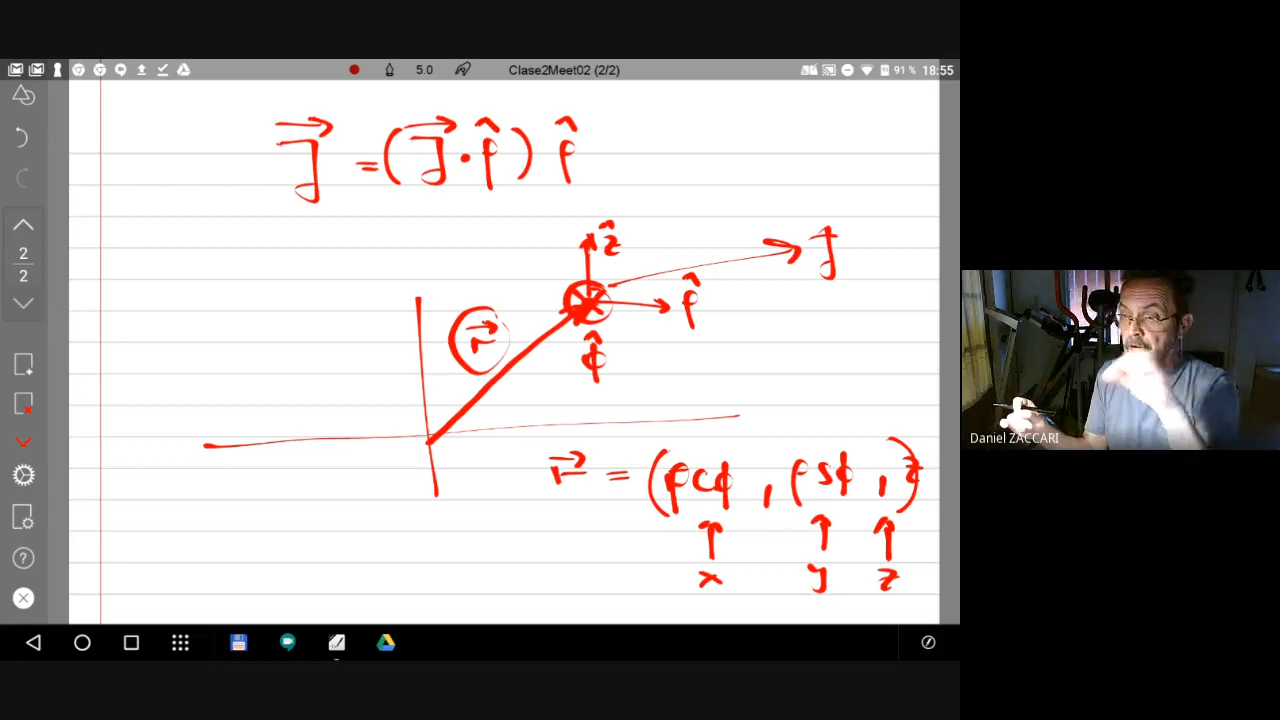 5.0 Clase2Meet02 (2/2) 91 % 18:55
J⃗ = (J⃗ · ρ̂) ρ̂
ẑ
J⃗
ρ̂
r⃗
φ̂
2
2
r⃗ = (ρcφ, ρsφ, z)
x y z
Daniel ZACCARI